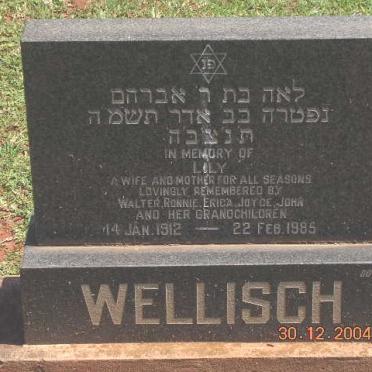 פנ
לאה בת ר אברהם
נפטרה כב אדר תשמ ה
תנצבה
IN MEMORY OF
LILY
A WIFE AND MOTHER FOR ALL SEASONS
LOVINGLY REMEMBERED BY
WALTER, RONNIE, ERICA, JOYCE, JOHN
AND HER GRANDCHILDREN
14 JAN. 1912 — 22 FEB. 1985
WELLISCH
30.12.2004